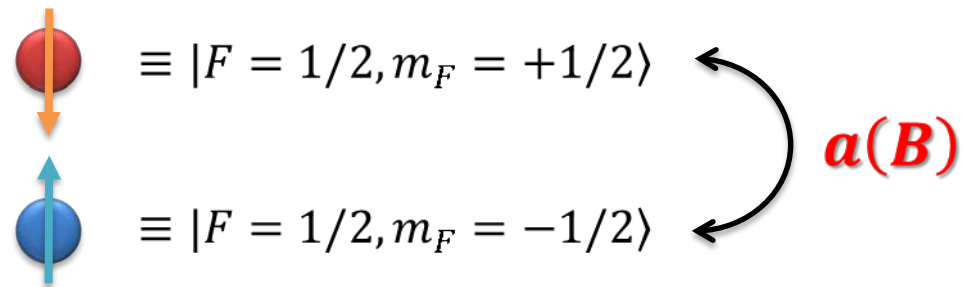 ≡ |F = 1/2, m_F = +1/2⟩
a(B)
≡ |F = 1/2, m_F = −1/2⟩